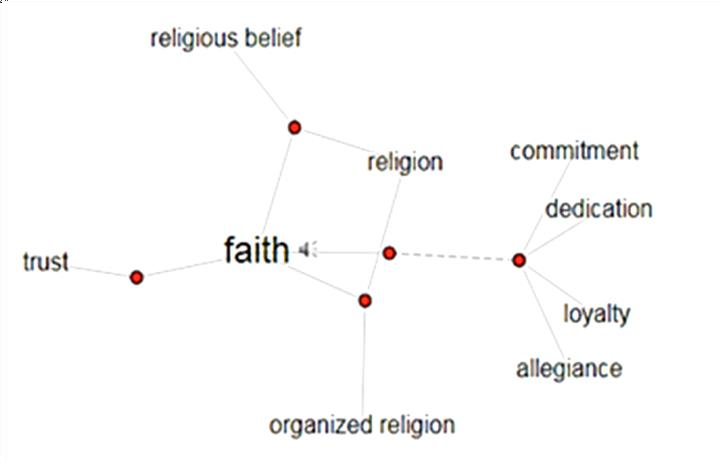 religious belief
commitment
religion
dedication
faith
trust
loyalty
allegiance
organized religion